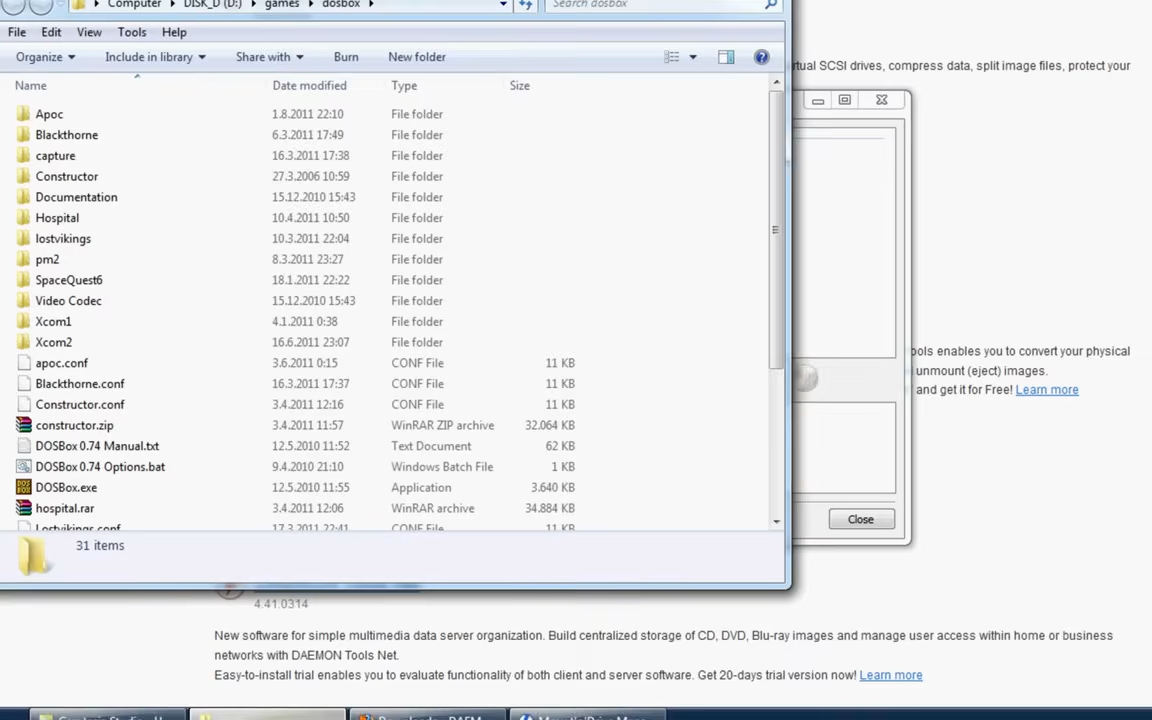 Computer DISK_D (D:) games dosbox Search dosbox
File Edit View Tools Help
Organize Include in library Share with Burn New folder
Name Date modified Type Size
Apoc 1.8.2011 22:10 File folder
Blackthorne 6.3.2011 17:49 File folder
capture 16.3.2011 17:38 File folder
Constructor 27.3.2006 10:59 File folder
Documentation 15.12.2010 15:43 File folder
Hospital 10.4.2011 10:50 File folder
lostvikings 10.3.2011 22:04 File folder
pm2 8.3.2011 23:27 File folder
SpaceQuest6 18.1.2011 22:22 File folder
Video Codec 15.12.2010 15:43 File folder
Xcom1 4.1.2011 0:38 File folder
Xcom2 16.6.2011 23:07 File folder
apoc.conf 3.6.2011 0:15 CONF File 11 KB
Blackthorne.conf 16.3.2011 17:37 CONF File 11 KB
Constructor.conf 3.4.2011 12:16 CONF File 11 KB
constructor.zip 3.4.2011 11:57 WinRAR ZIP archive 32.064 KB
DOSBox 0.74 Manual.txt 12.5.2010 11:52 Text Document 62 KB
DOSBox 0.74 Options.bat 9.4.2010 21:10 Windows Batch File 1 KB
DOSBox.exe 12.5.2010 11:55 Application 3.640 KB
hospital.rar 3.4.2011 12:06 WinRAR archive 34.884 KB
Lostvikings.conf 17.3.2011 22:41 CONF File 11 KB
31 items
SCSI drives, compress data, split image files, protect your
enables you to convert your physical
unmount (eject) images.
and get it for Free! Learn more
Close
4.41.0314
New software for simple multimedia data server organization. Build centralized storage of CD, DVD, Blu-ray images and manage user access within home or business
networks with DAEMON Tools Net.
Easy-to-install trial enables you to evaluate functionality of both client and server software. Get 20-days trial version now! Learn more